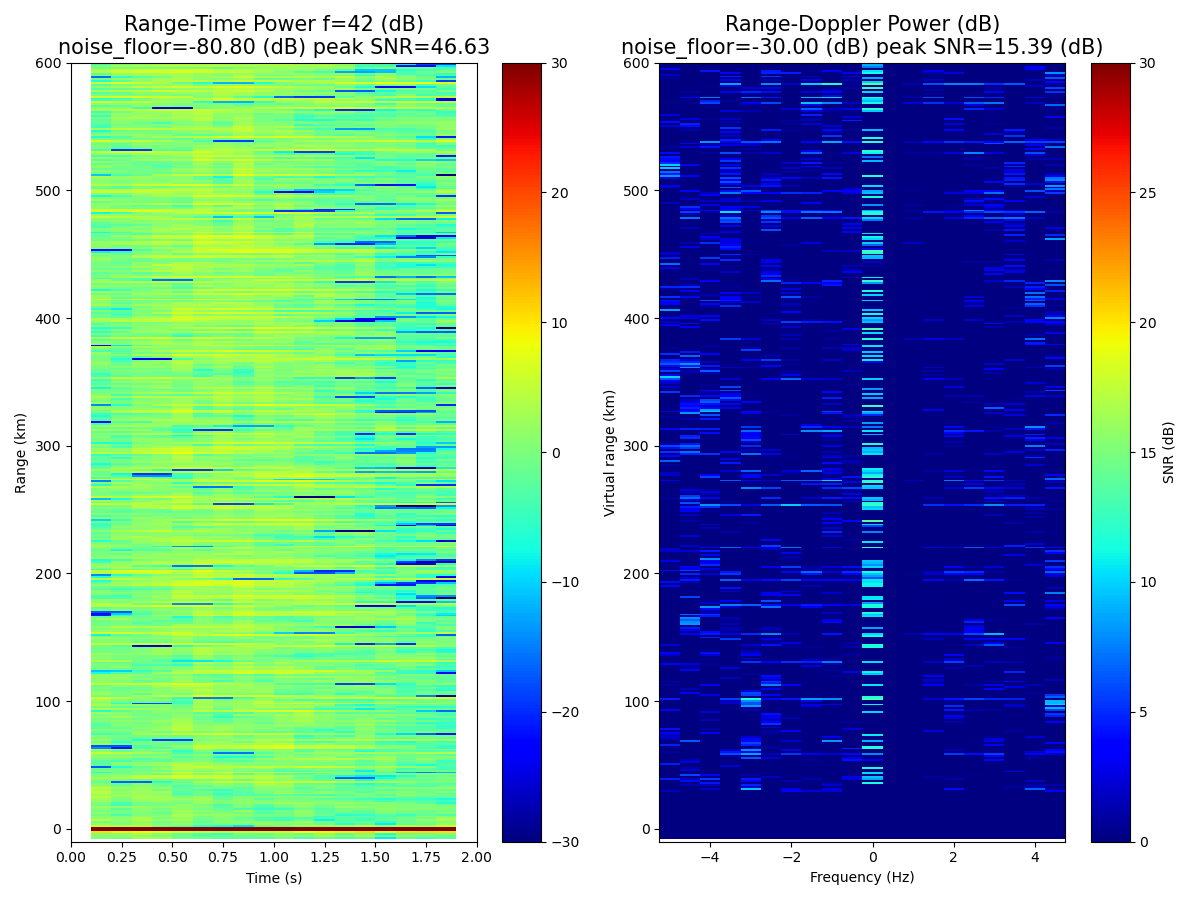 Range-Time Power f=42 (dB)
noise_floor=-80.80 (dB) peak SNR=46.63
600
500
400
300
200
100
0
Range (km)
0.00 0.25 0.50 0.75 1.00 1.25 1.50 1.75 2.00
Time (s)
30
20
10
0
−10
−20
−30
Range-Doppler Power (dB)
noise_floor=-30.00 (dB) peak SNR=15.39 (dB)
600
500
400
300
200
100
0
Virtual range (km)
−4 −2 0 2 4
Frequency (Hz)
30
25
20
15
10
5
0
SNR (dB)